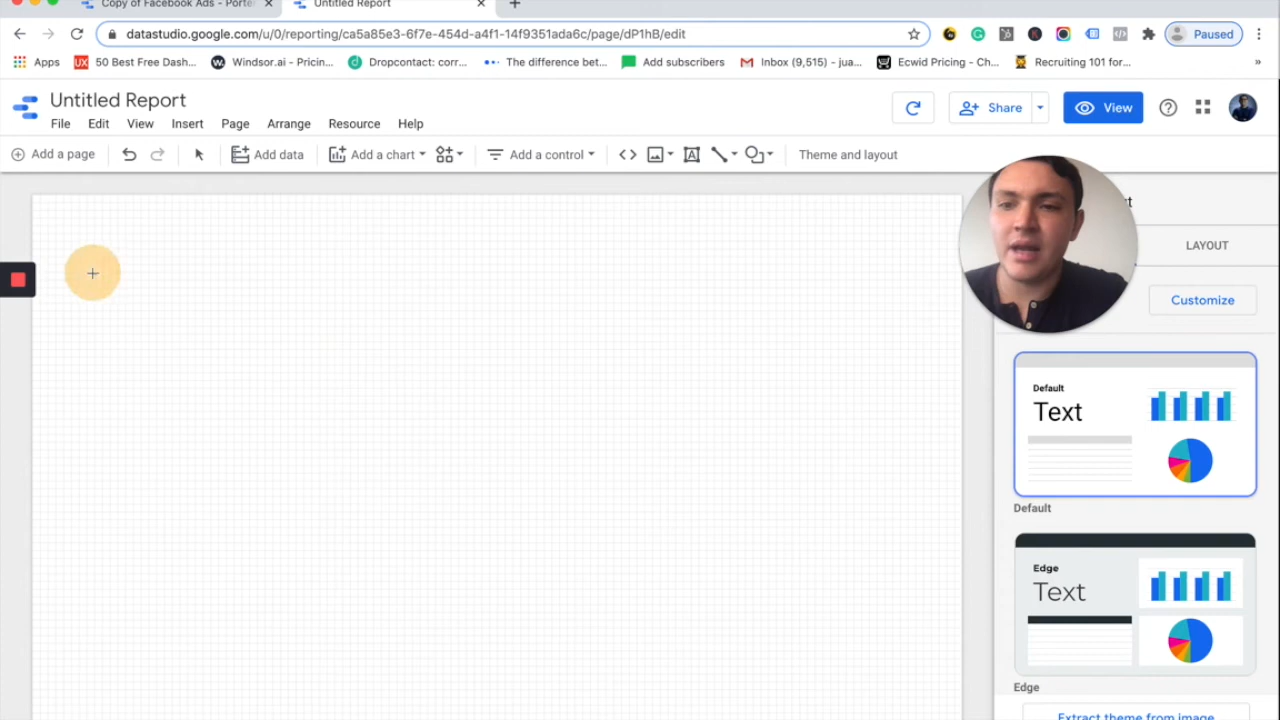 Copy of Facebook Ads - Porter
Untitled Report
datastudio.google.com/u/0/reporting/ca5a85e3-6f7e-454d-a4f1-14f9351ada6c/page/dP1hB/edit
Paused
Apps
UX 50 Best Free Dash...
Windsor.ai - Pricin...
Dropcontact: corr...
The difference bet...
Add subscribers
Inbox (9,515) - jua...
Ecwid Pricing - Ch...
Recruiting 101 for...
Untitled Report
Share
View
File Edit View Insert Page Arrange Resource Help
Add a page
Add data
Add a chart
Add a control
Theme and layout
LAYOUT
Customize
Default
Text
Default
Edge
Text
Edge
Extract theme from image